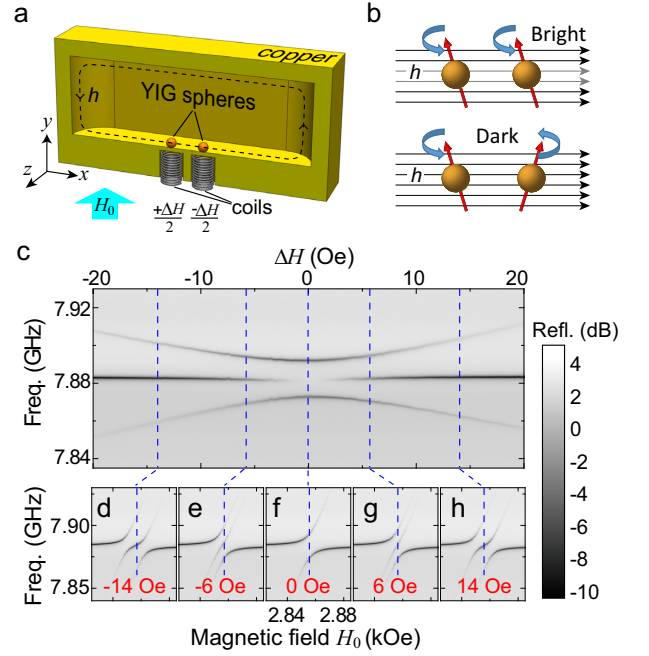 a
copper
h
YIG spheres
y
z
x
H₀
+ΔH/2
-ΔH/2
coils
b
Bright
h
Dark
h
c
ΔH (Oe)
-20 -10 0 10 20
7.92
7.88
7.84
Freq. (GHz)
Refl. (dB)
4
2
0
-2
-4
-6
-8
-10
d e f g h
7.90
7.85
Freq. (GHz)
-14 Oe -6 Oe 0 Oe 6 Oe 14 Oe
2.84 2.88
Magnetic field H₀ (kOe)